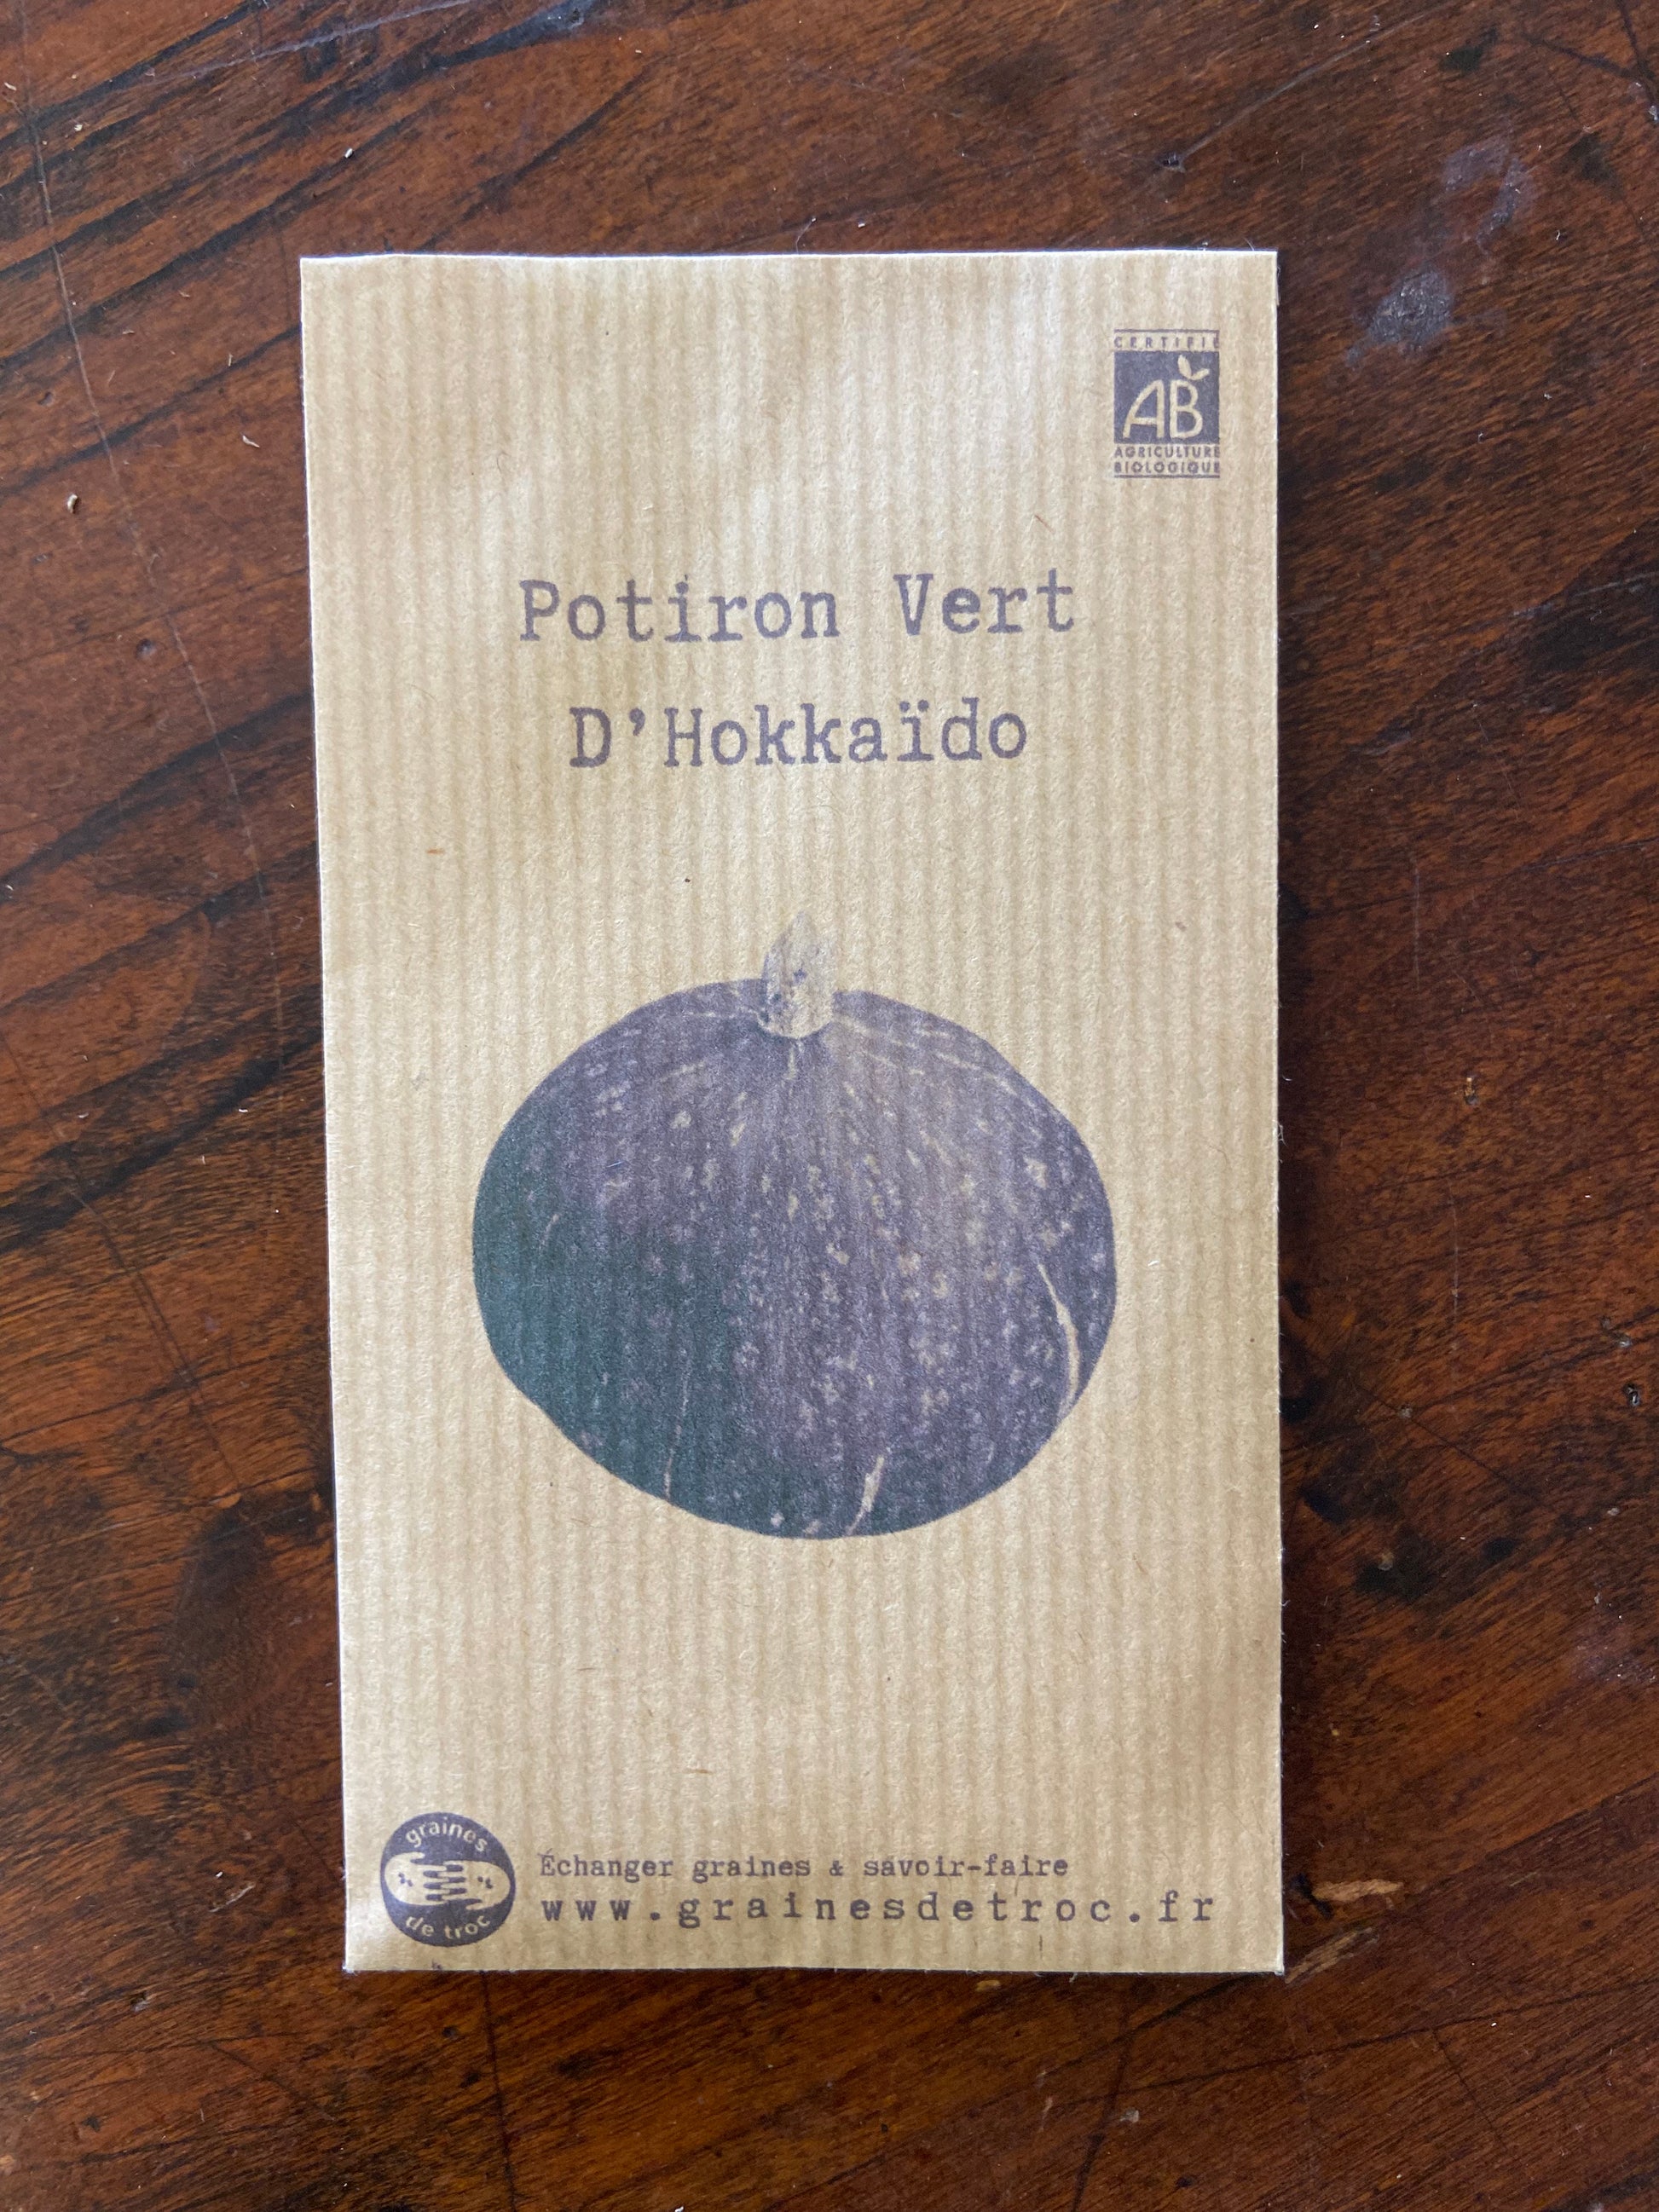 CERTIFIÉ
AB
AGRICULTURE
BIOLOGIQUE
Potiron Vert
D'Hokkaïdo
graines
de troc
Échanger graines & savoir-faire
www.grainesdetroc.fr